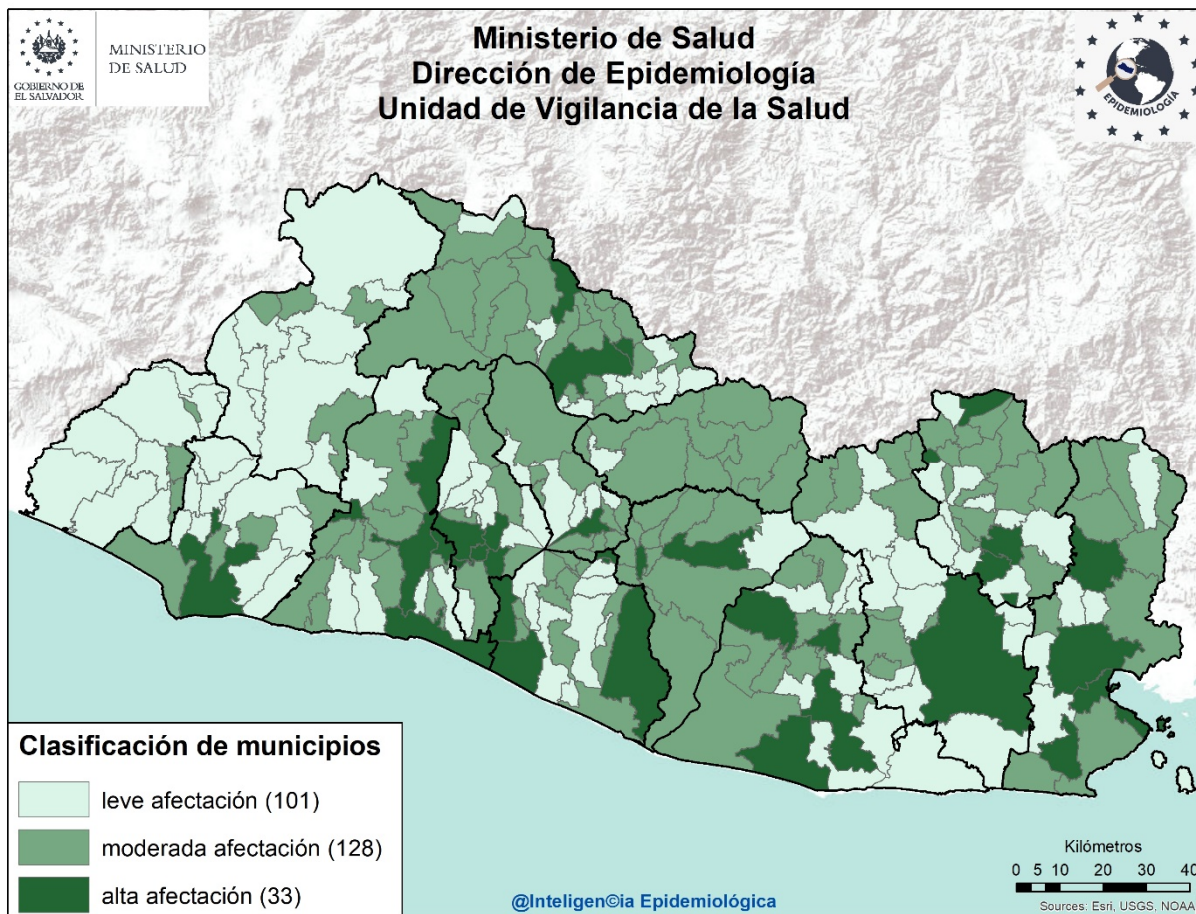 GOBIERNO DE
EL SALVADOR
MINISTERIO
DE SALUD
Ministerio de Salud
Dirección de Epidemiología
Unidad de Vigilancia de la Salud
EPIDEMIOLOGÍA
Clasificación de municipios
leve afectación (101)
moderada afectación (128)
alta afectación (33)
@Inteligen©ia Epidemiológica
Kilómetros
0 5 10 20 30 40
Sources: Esri, USGS, NOAA